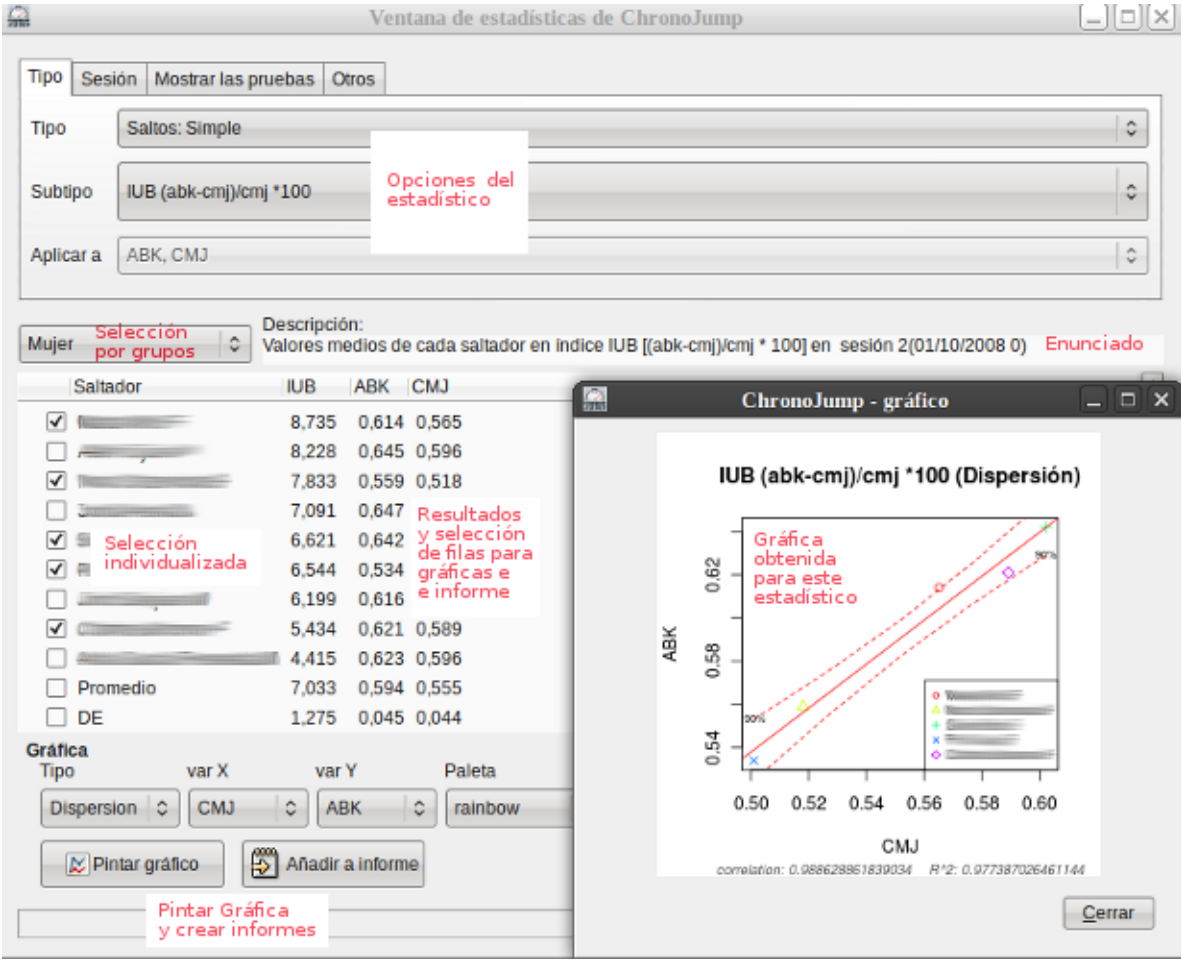 Ventana de estadísticas de ChronoJump
Tipo Sesión Mostrar las pruebas Otros
Tipo Saltos: Simple
Subtipo IUB (abk-cmj)/cmj *100
Opciones del
estadístico
Aplicar a ABK, CMJ
Mujer
Selección
por grupos
Descripción:
Valores medios de cada saltador en índice IUB [(abk-cmj)/cmj * 100] en sesión 2(01/10/2008 0)
Enunciado
Saltador IUB ABK CMJ
8,735 0,614 0,565
8,228 0,645 0,596
7,833 0,559 0,518
7,091 0,647
6,621 0,642
6,544 0,534
6,199 0,616
5,434 0,621 0,589
4,415 0,623 0,596
Promedio 7,033 0,594 0,555
DE 1,275 0,045 0,044
Selección
individualizada
Resultados
y selección
de filas para
gráficas e
e informe
Gráfica
Tipo var X var Y Paleta
Dispersion CMJ ABK rainbow
Pintar gráfico Añadir a informe
Pintar Gráfica
y crear informes
ChronoJump - gráfico
IUB (abk-cmj)/cmj *100 (Dispersión)
Gráfica
obtenida
para este
estadístico
90%
90%
ABK
0.62
0.58
0.54
0.50 0.52 0.54 0.56 0.58 0.60
CMJ
correlation: 0.988628861839034 R^2: 0.977387026461144
Cerrar